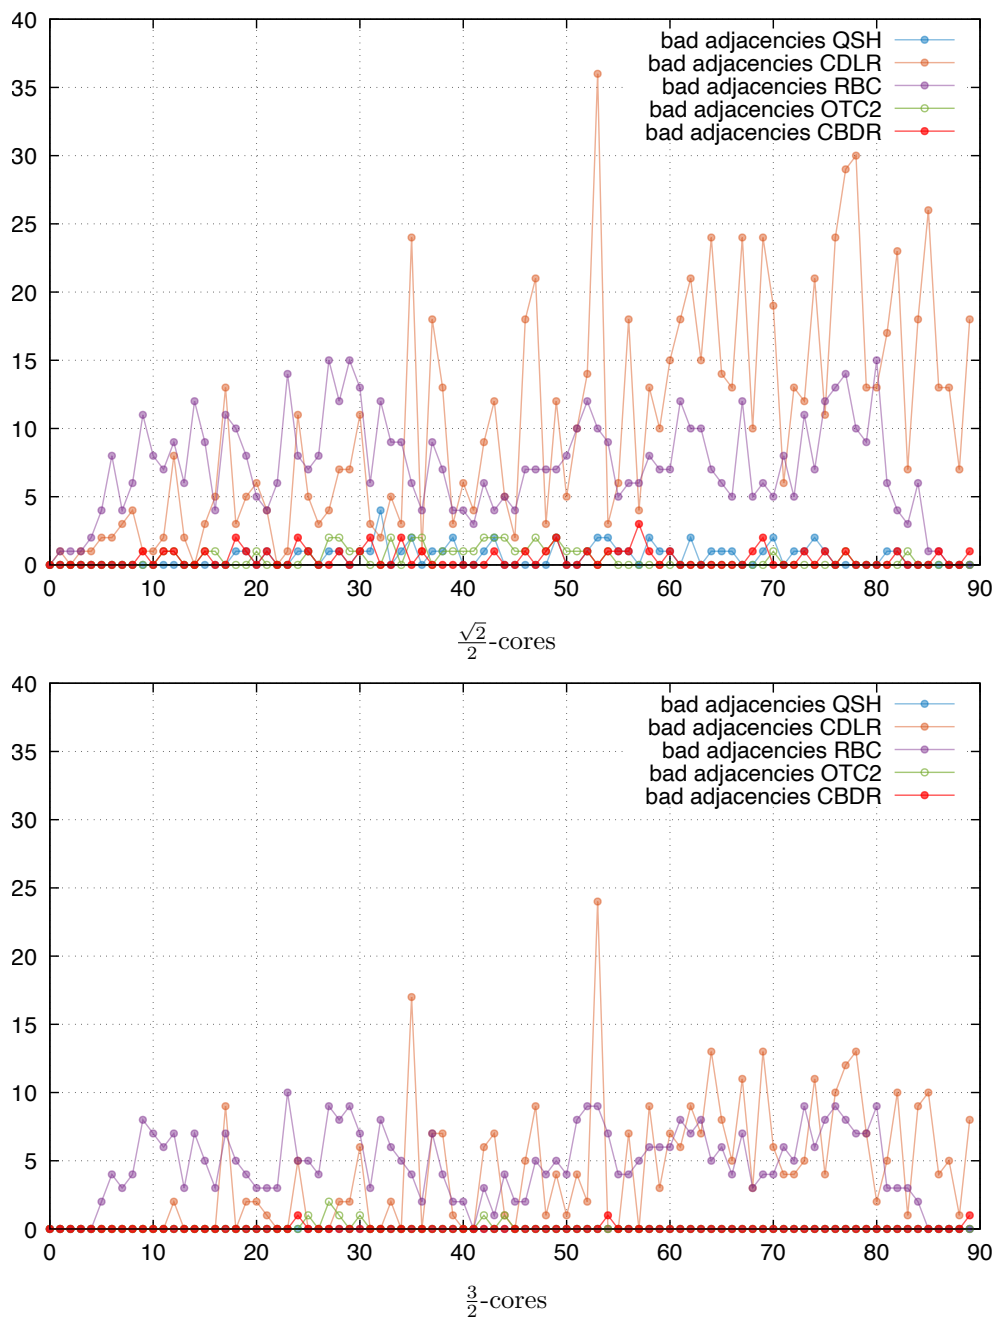 40
35
30
25
20
15
10
5
0
bad adjacencies QSH
bad adjacencies CDLR
bad adjacencies RBC
bad adjacencies OTC2
bad adjacencies CBDR
0 10 20 30 40 50 60 70 80 90
√2/2-cores
40
35
30
25
20
15
10
5
0
bad adjacencies QSH
bad adjacencies CDLR
bad adjacencies RBC
bad adjacencies OTC2
bad adjacencies CBDR
0 10 20 30 40 50 60 70 80 90
3/2-cores